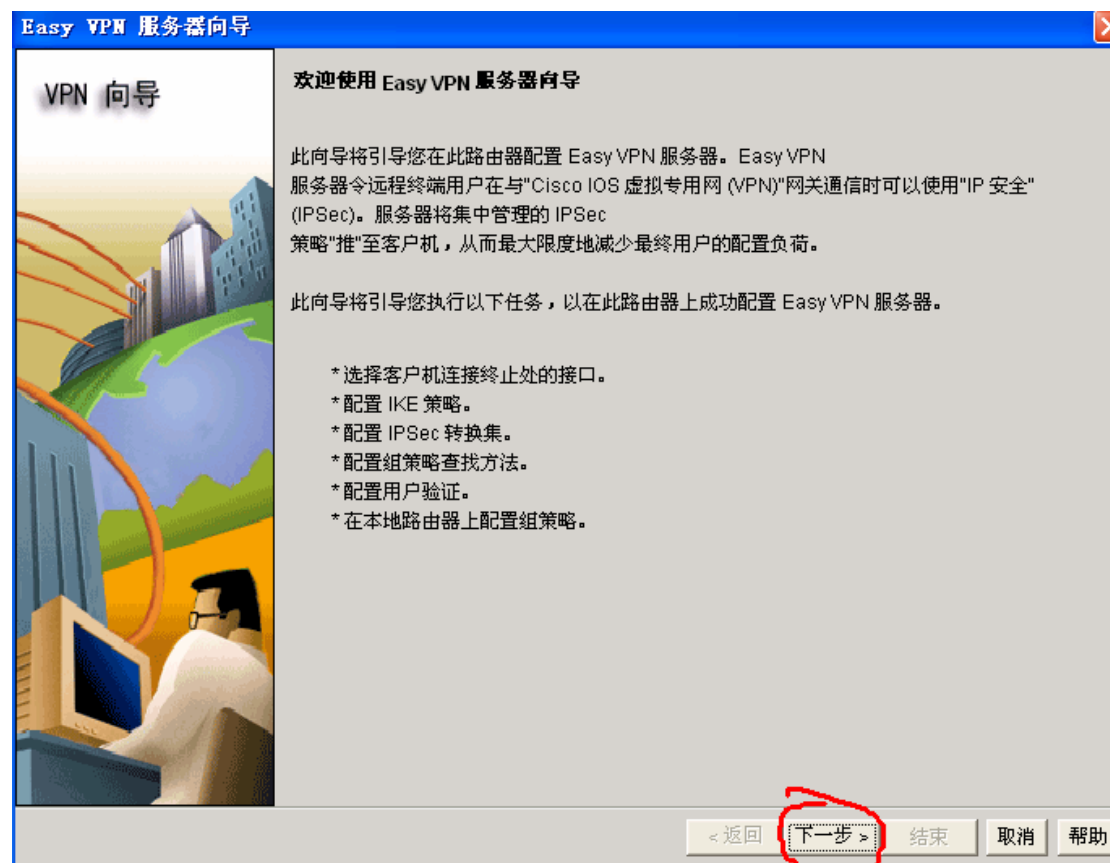 Easy VPN 服务器向导
VPN 向导
欢迎使用 Easy VPN 服务器向导
此向导将引导您在此路由器配置 Easy VPN 服务器。Easy VPN
服务器令远程终端用户在与"Cisco IOS 虚拟专用网 (VPN)"网关通信时可以使用"IP 安全"
(IPSec)。服务器将集中管理的 IPSec
策略"推"至客户机，从而最大限度地减少最终用户的配置负荷。
此向导将引导您执行以下任务，以在此路由器上成功配置 Easy VPN 服务器。
*选择客户机连接终止处的接口。
*配置 IKE 策略。
*配置 IPSec 转换集。
*配置组策略查找方法。
*配置用户验证。
*在本地路由器上配置组策略。
<返回 下一步> 结束 取消 帮助